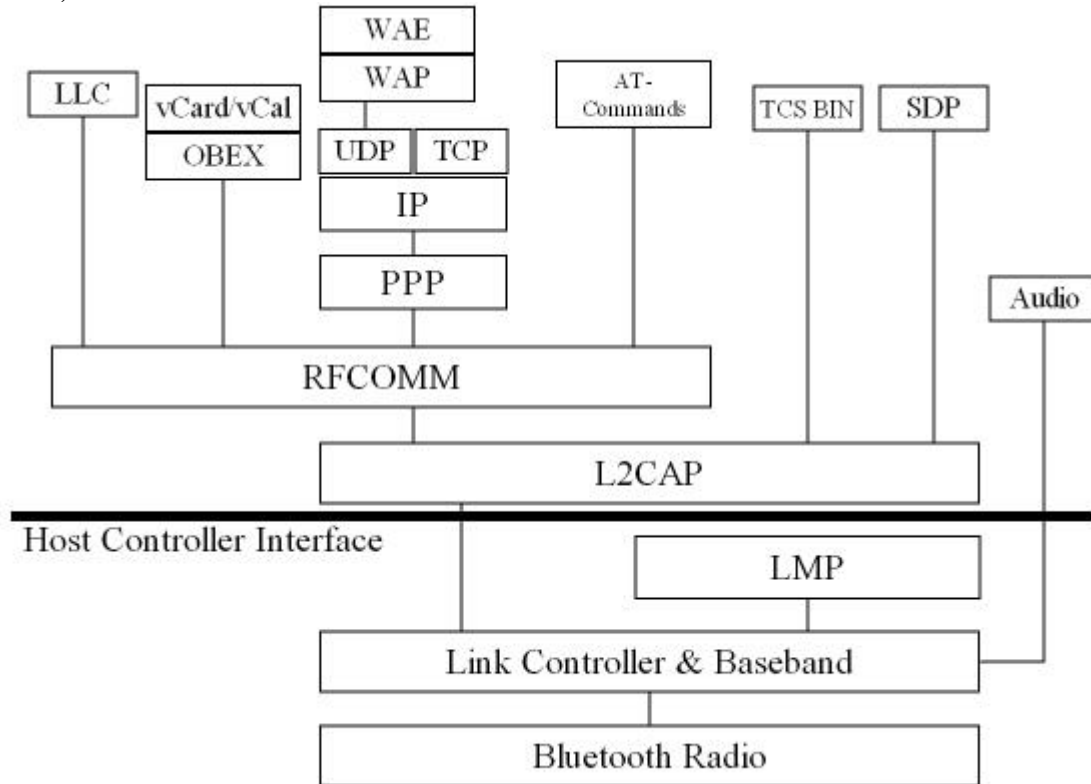 WAE
WAP
LLC
vCard/vCal
OBEX
UDP
TCP
IP
PPP
AT-
Commands
TCS BIN
SDP
Audio
RFCOMM
L2CAP
Host Controller Interface
LMP
Link Controller & Baseband
Bluetooth Radio